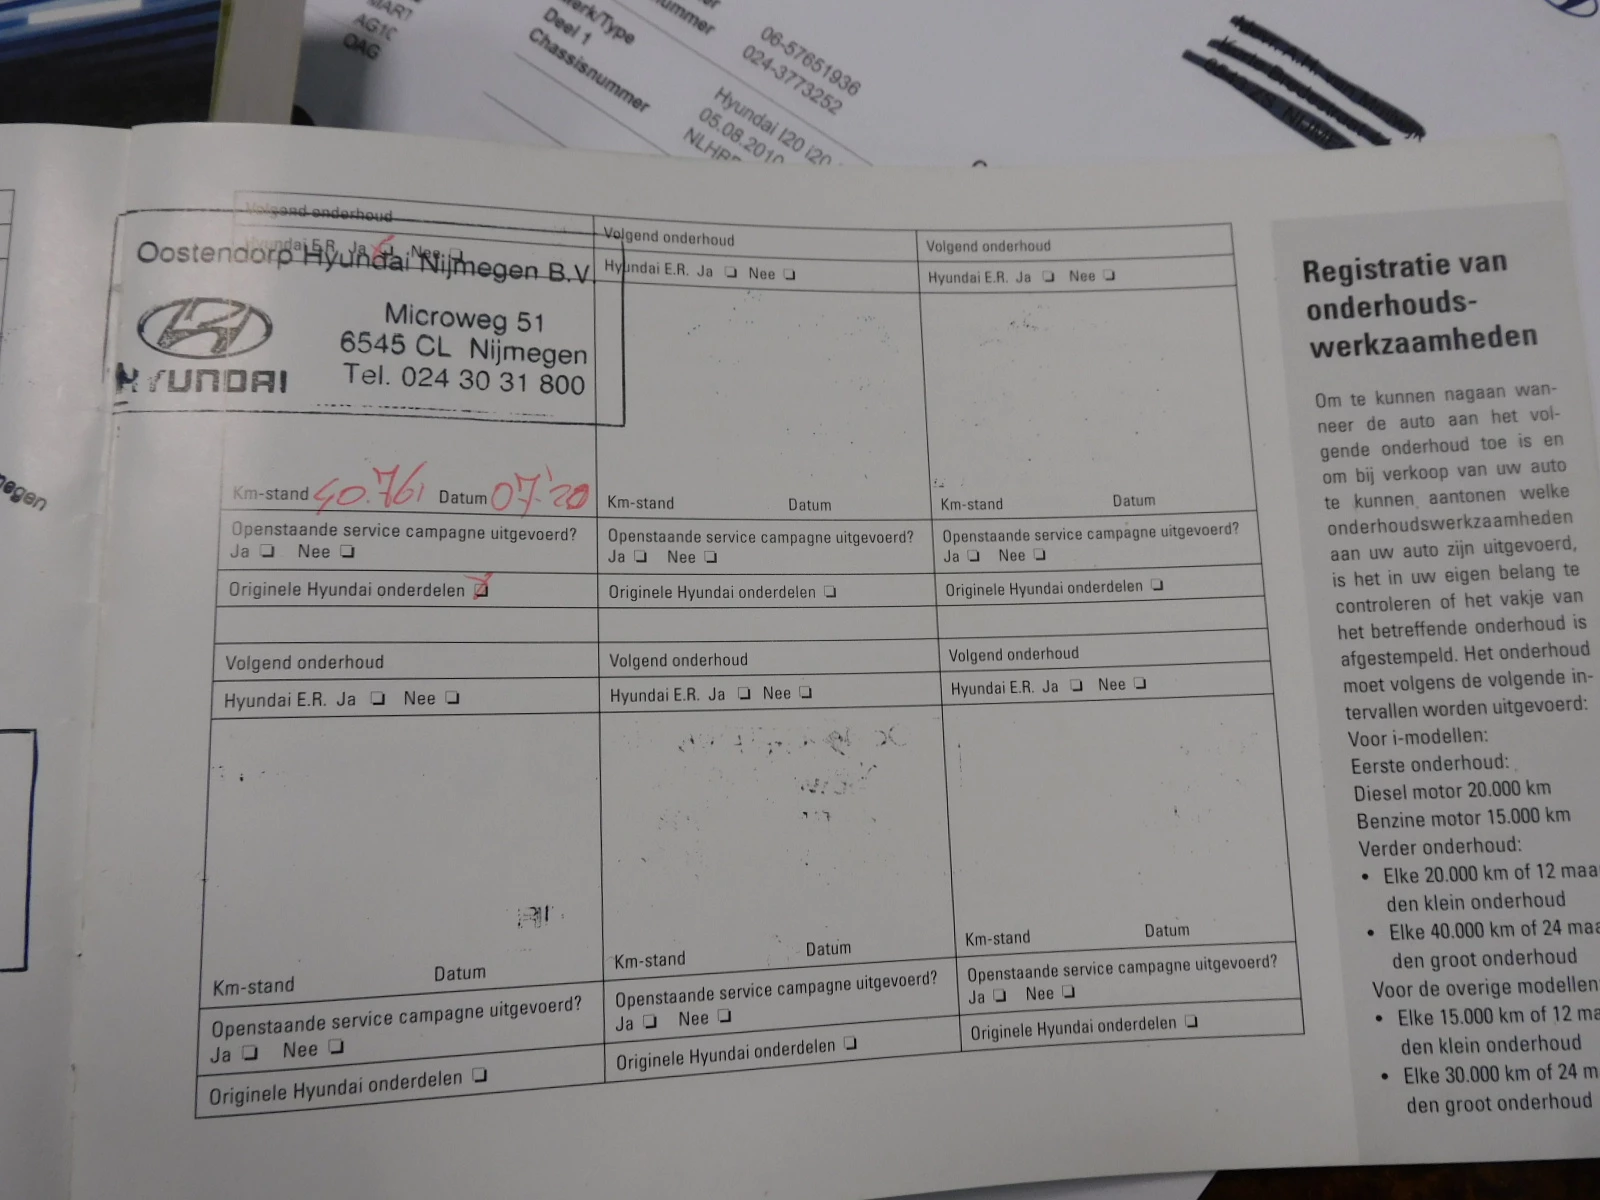 MART
AG10
OAG
nummer
06-57651936
024-3773252
Merk/Type
Deel 1
Chassisnummer
Hyundai I20 i20
05.08.2010
megen
Volgend onderhoud
Hyundai E.R. Ja Nee
Oostendorp Hyundai Nijmegen B.V.
Microweg 51
6545 CL Nijmegen
Tel. 024 30 31 800
HYUNDAI
Km-stand 40.761 Datum 07-'20
Openstaande service campagne uitgevoerd?
Ja Nee
Originele Hyundai onderdelen
Volgend onderhoud
Hyundai E.R. Ja Nee
Km-stand Datum
Openstaande service campagne uitgevoerd?
Ja Nee
Originele Hyundai onderdelen
Volgend onderhoud
Hyundai E.R. Ja Nee
Km-stand Datum
Openstaande service campagne uitgevoerd?
Ja Nee
Originele Hyundai onderdelen
Volgend onderhoud
Hyundai E.R. Ja Nee
Km-stand Datum
Openstaande service campagne uitgevoerd?
Ja Nee
Originele Hyundai onderdelen
Volgend onderhoud
Hyundai E.R. Ja Nee
Km-stand Datum
Openstaande service campagne uitgevoerd?
Ja Nee
Originele Hyundai onderdelen
Volgend onderhoud
Hyundai E.R. Ja Nee
Km-stand Datum
Openstaande service campagne uitgevoerd?
Ja Nee
Originele Hyundai onderdelen
Registratie van
onderhouds-
werkzaamheden
Om te kunnen nagaan wan-
neer de auto aan het vol-
gende onderhoud toe is en
om bij verkoop van uw auto
te kunnen aantonen welke
onderhoudswerkzaamheden
aan uw auto zijn uitgevoerd,
is het in uw eigen belang te
controleren of het vakje van
het betreffende onderhoud is
afgestempeld. Het onderhoud
moet volgens de volgende in-
tervallen worden uitgevoerd:
Voor i-modellen:
Eerste onderhoud:
Diesel motor 20.000 km
Benzine motor 15.000 km
Verder onderhoud:
• Elke 20.000 km of 12 maa
den klein onderhoud
• Elke 40.000 km of 24 maa
den groot onderhoud
Voor de overige modellen
• Elke 15.000 km of 12 ma
den klein onderhoud
• Elke 30.000 km of 24 m
den groot onderhoud